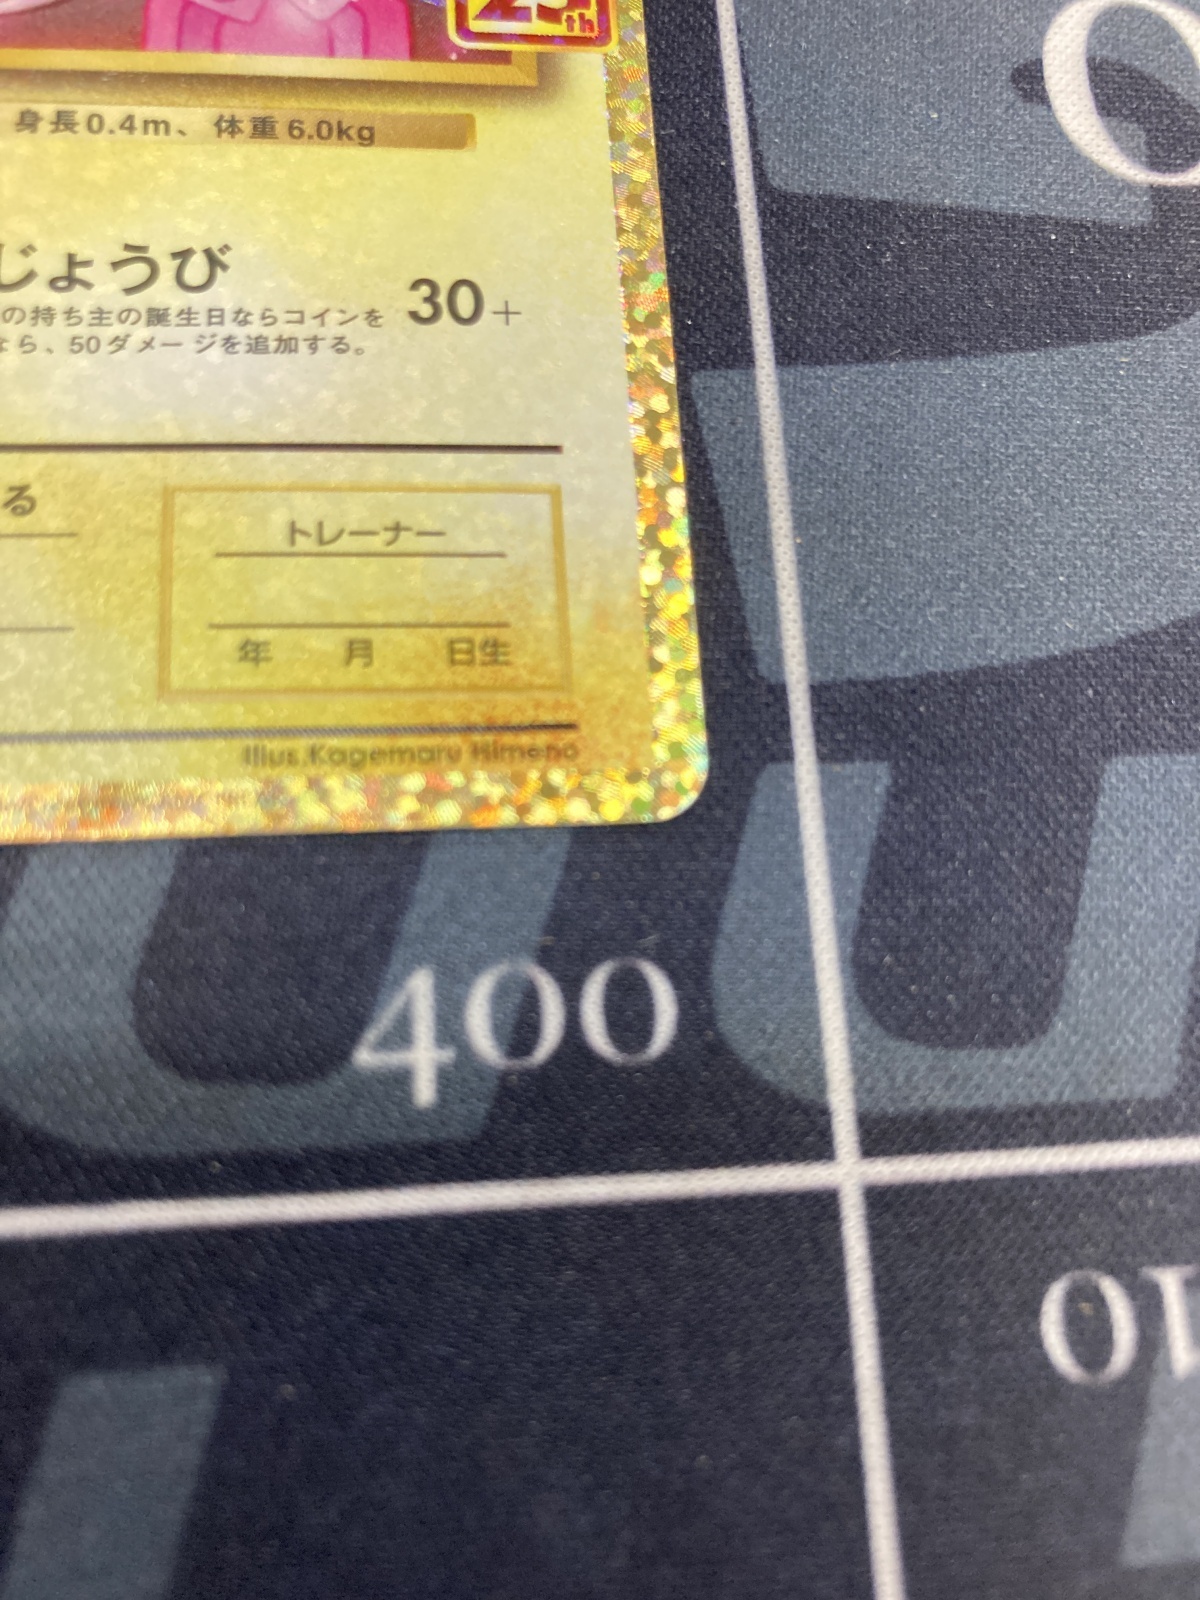 25th
身長0.4m、体重6.0kg
じょうび
30+
の持ち主の誕生日ならコインを
なら、50ダメージを追加する。
る
トレーナー
年 月 日生
Illus. Kagemaru Himeno
400